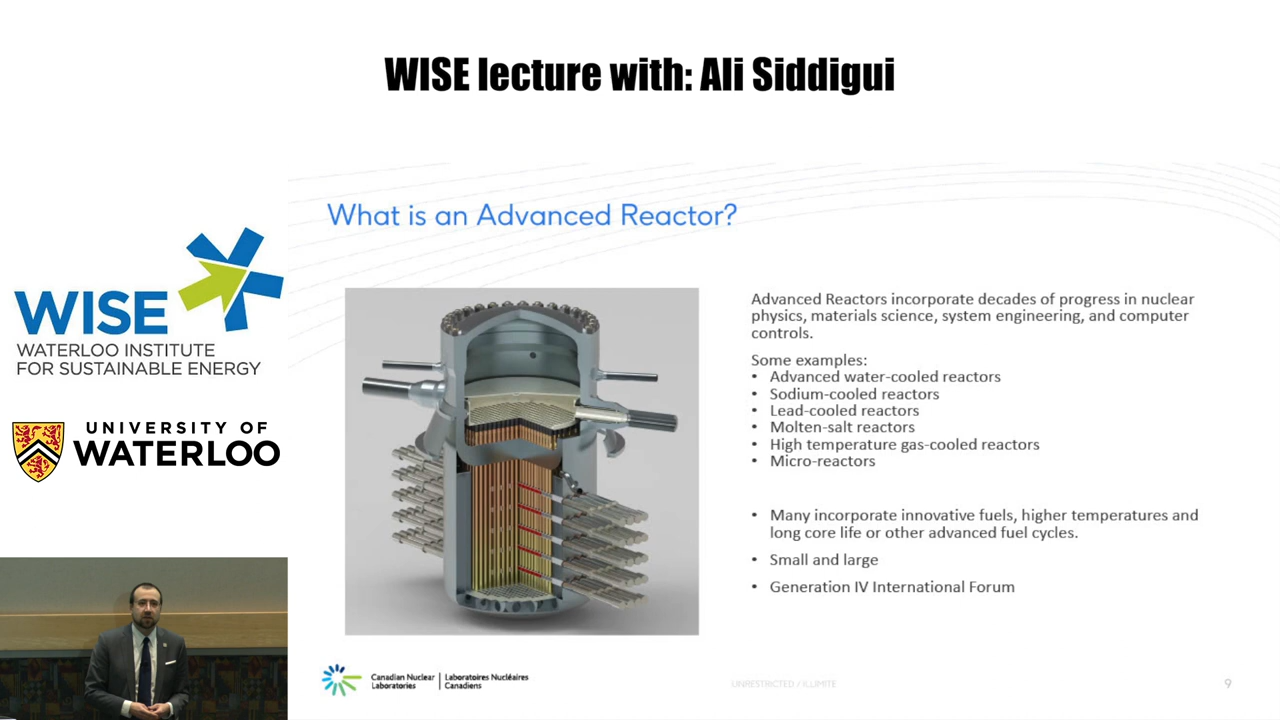 WISE lecture with: Ali Siddigui
What is an Advanced Reactor?
WISE
WATERLOO INSTITUTE
FOR SUSTAINABLE ENERGY
UNIVERSITY OF
WATERLOO
Advanced Reactors incorporate decades of progress in nuclear
physics, materials science, system engineering, and computer
controls.
Some examples:
• Advanced water-cooled reactors
• Sodium-cooled reactors
• Lead-cooled reactors
• Molten-salt reactors
• High temperature gas-cooled reactors
• Micro-reactors
• Many incorporate innovative fuels, higher temperatures and
long core life or other advanced fuel cycles.
• Small and large
• Generation IV International Forum
Canadian Nuclear
Laboratories
Laboratoires Nucléaires
Canadiens
UNRESTRICTED / ILLIMITÉ
9